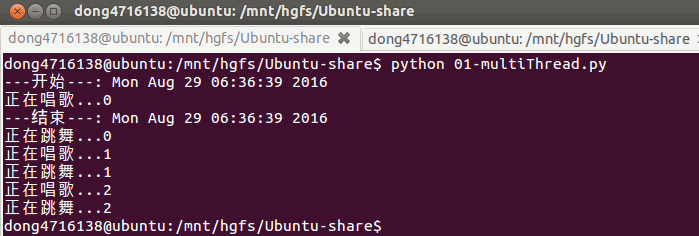 dong4716138@ubuntu: /mnt/hgfs/Ubuntu-share
dong4716138@ubuntu: /mnt/hgfs/Ubuntu-share dong4716138@ubuntu: /mnt/hgfs/Ubuntu-share
dong4716138@ubuntu:/mnt/hgfs/Ubuntu-share$ python 01-multiThread.py
---开始---: Mon Aug 29 06:36:39 2016
正在唱歌...0
---结束---: Mon Aug 29 06:36:39 2016
正在跳舞...0
正在唱歌...1
正在跳舞...1
正在唱歌...2
正在跳舞...2
dong4716138@ubuntu:/mnt/hgfs/Ubuntu-share$